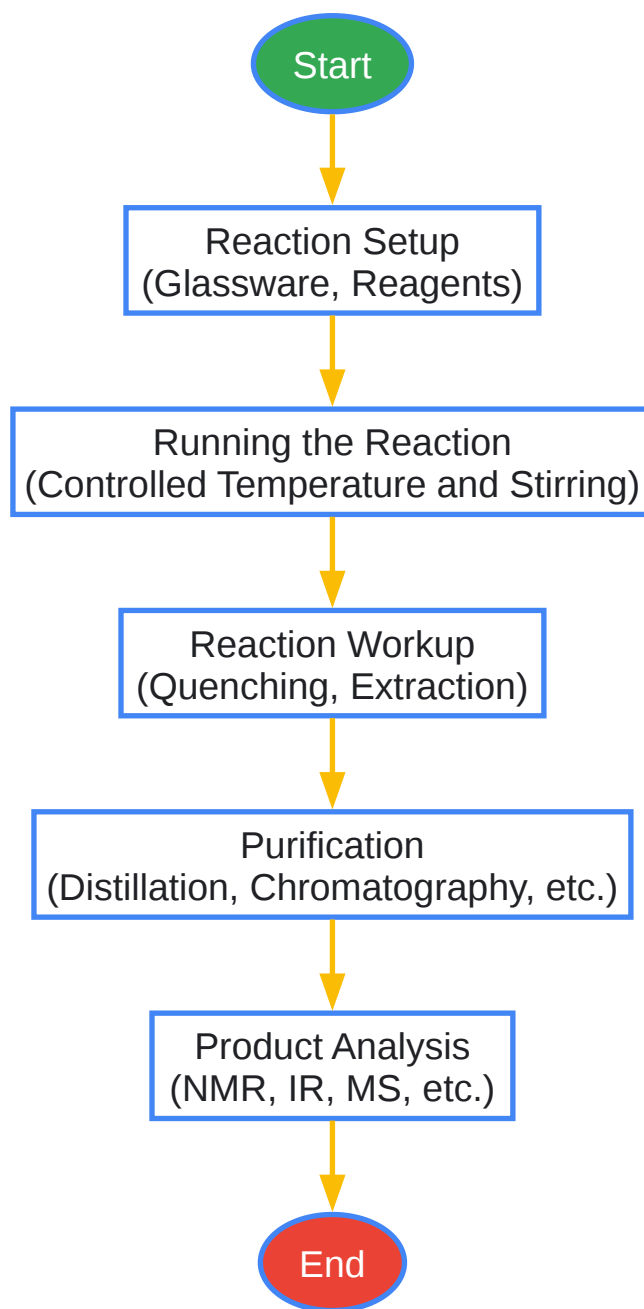 Start
Reaction Setup
(Glassware, Reagents)
Running the Reaction
(Controlled Temperature and Stirring)
Reaction Workup
(Quenching, Extraction)
Purification
(Distillation, Chromatography, etc.)
Product Analysis
(NMR, IR, MS, etc.)
End